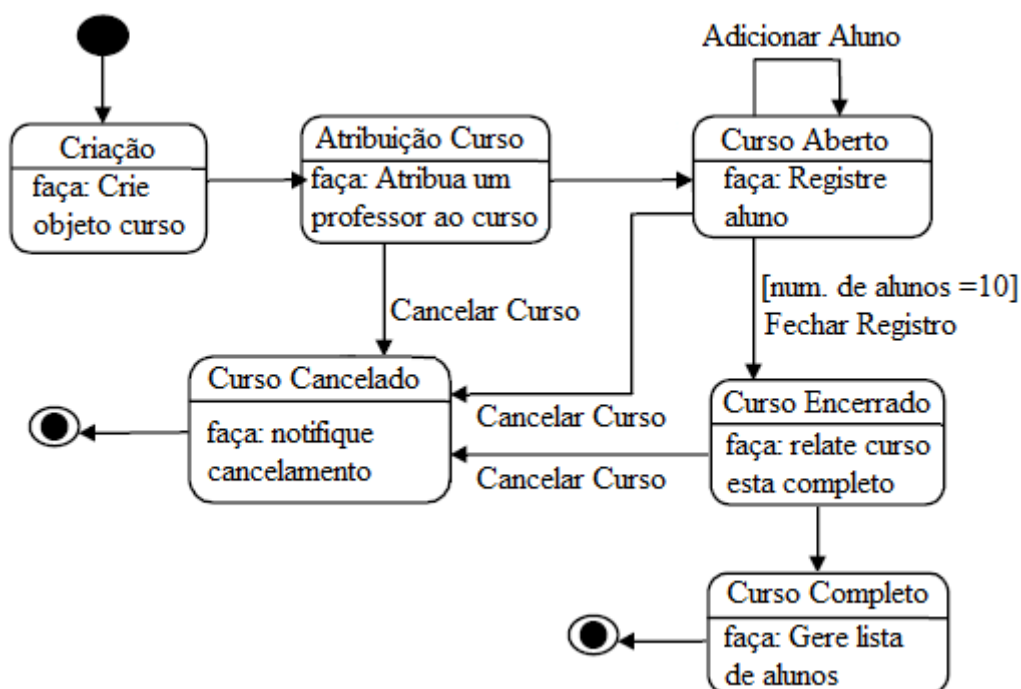 Adicionar Aluno
Criação
faça: Crie
objeto curso
Atribuição Curso
faça: Atribua um
professor ao curso
Curso Aberto
faça: Registre
aluno
Cancelar Curso
[num. de alunos =10]
Fechar Registro
Curso Cancelado
faça: notifique
cancelamento
Cancelar Curso
Cancelar Curso
Curso Encerrado
faça: relate curso
esta completo
Curso Completo
faça: Gere lista
de alunos